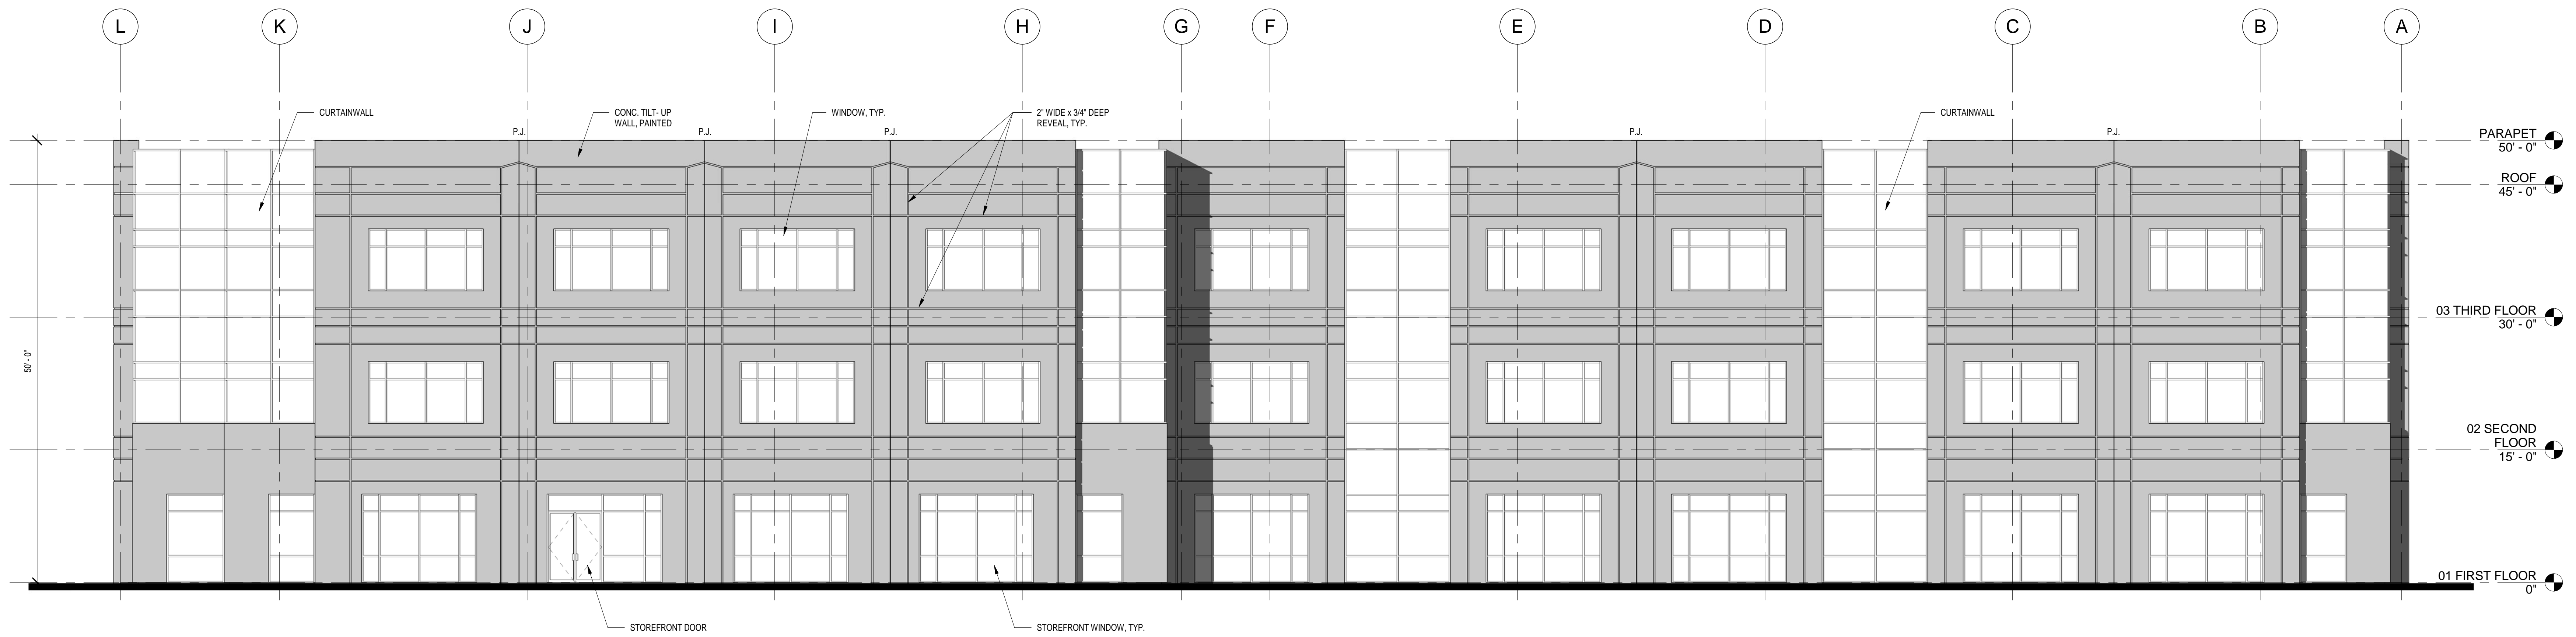 L K J I H G F E D C B A
CURTAINWALL
CONC. TILT- UP
WALL, PAINTED
WINDOW, TYP.
2" WIDE x 3/4" DEEP
REVEAL, TYP.
CURTAINWALL
P.J. P.J. P.J. P.J. P.J.
PARAPET
50' - 0"
ROOF
45' - 0"
03 THIRD FLOOR
30' - 0"
50' - 0"
02 SECOND
FLOOR
15' - 0"
01 FIRST FLOOR
0"
STOREFRONT DOOR
STOREFRONT WINDOW, TYP.